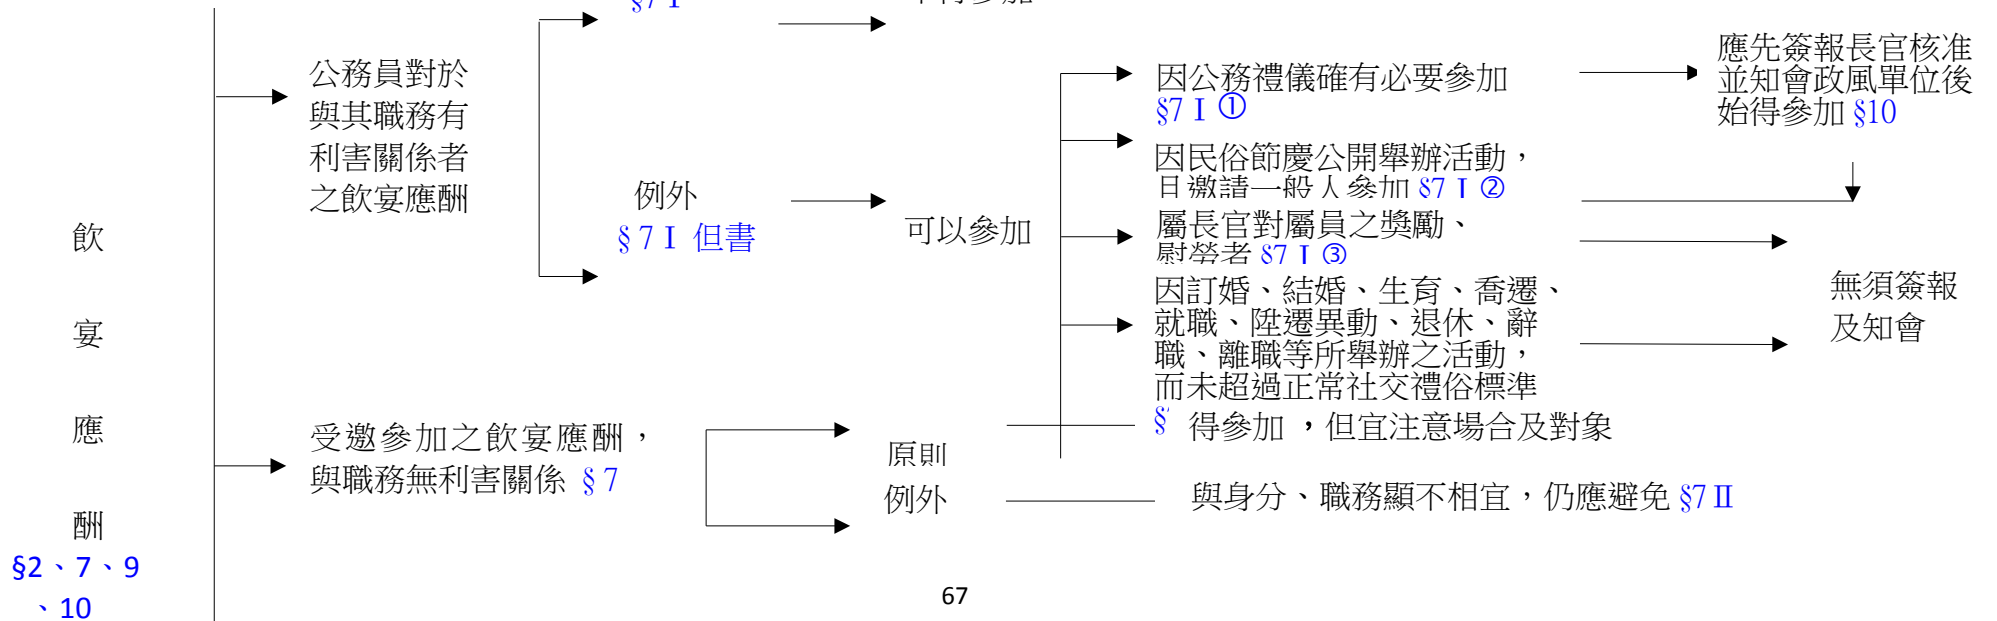 §7 I
公務員對於
與其職務有
利害關係者
之飲宴應酬
例外
§7 I 但書
可以參加
因公務禮儀確有必要參加
§7 I ①
因民俗節慶公開舉辦活動，
且邀請一般人參加 §7 I ②
屬長官對屬員之獎勵、
慰勞者 §7 I ③
因訂婚、結婚、生育、喬遷、
就職、陞遷異動、退休、辭
職、離職等所舉辦之活動，
而未超過正常社交禮俗標準
§
應先簽報長官核准
並知會政風單位後
始得參加 §10
無須簽報
及知會
飲
宴
應
酬
§2、7、9
、10
受邀參加之飲宴應酬，
與職務無利害關係 §7
原則
得參加，但宜注意場合及對象
例外
與身分、職務顯不相宜，仍應避免 §7 II
67